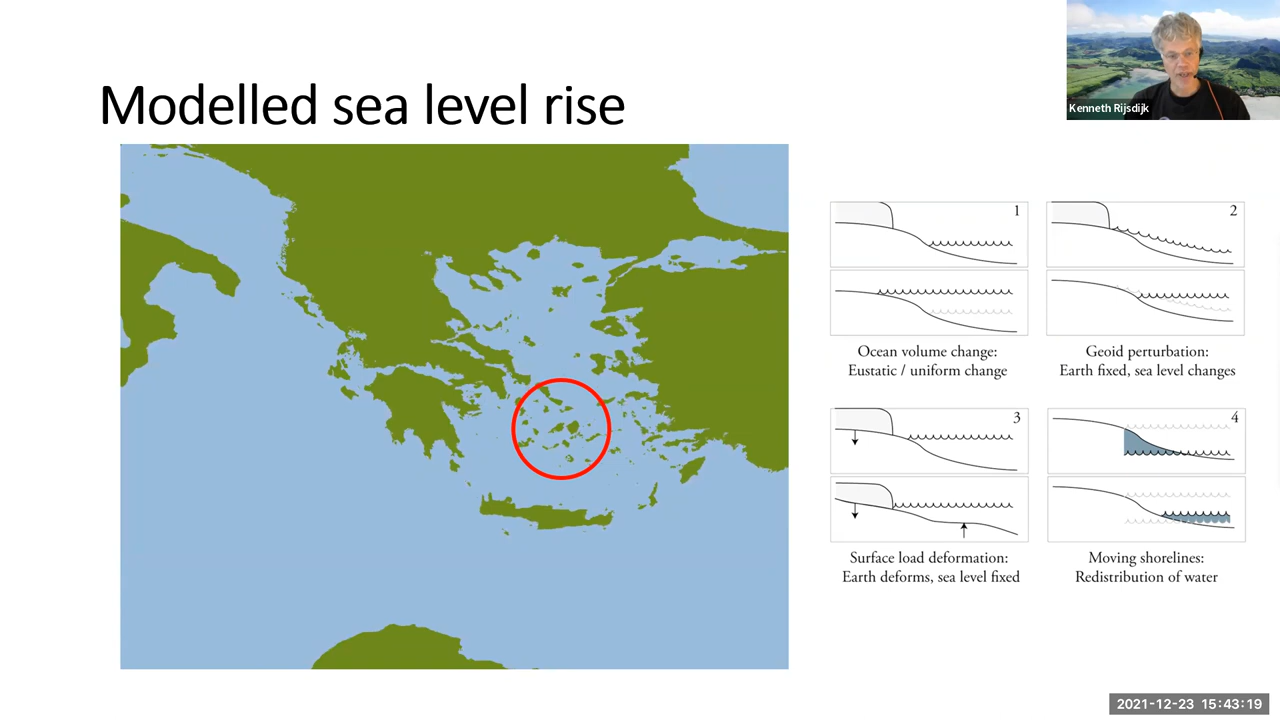 Kenneth Rijsdijk
Modelled sea level rise
1
2
Ocean volume change:
Eustatic / uniform change
Geoid perturbation:
Earth fixed, sea level changes
3
4
Surface load deformation:
Earth deforms, sea level fixed
Moving shorelines:
Redistribution of water
2021-12-23 15:43:19